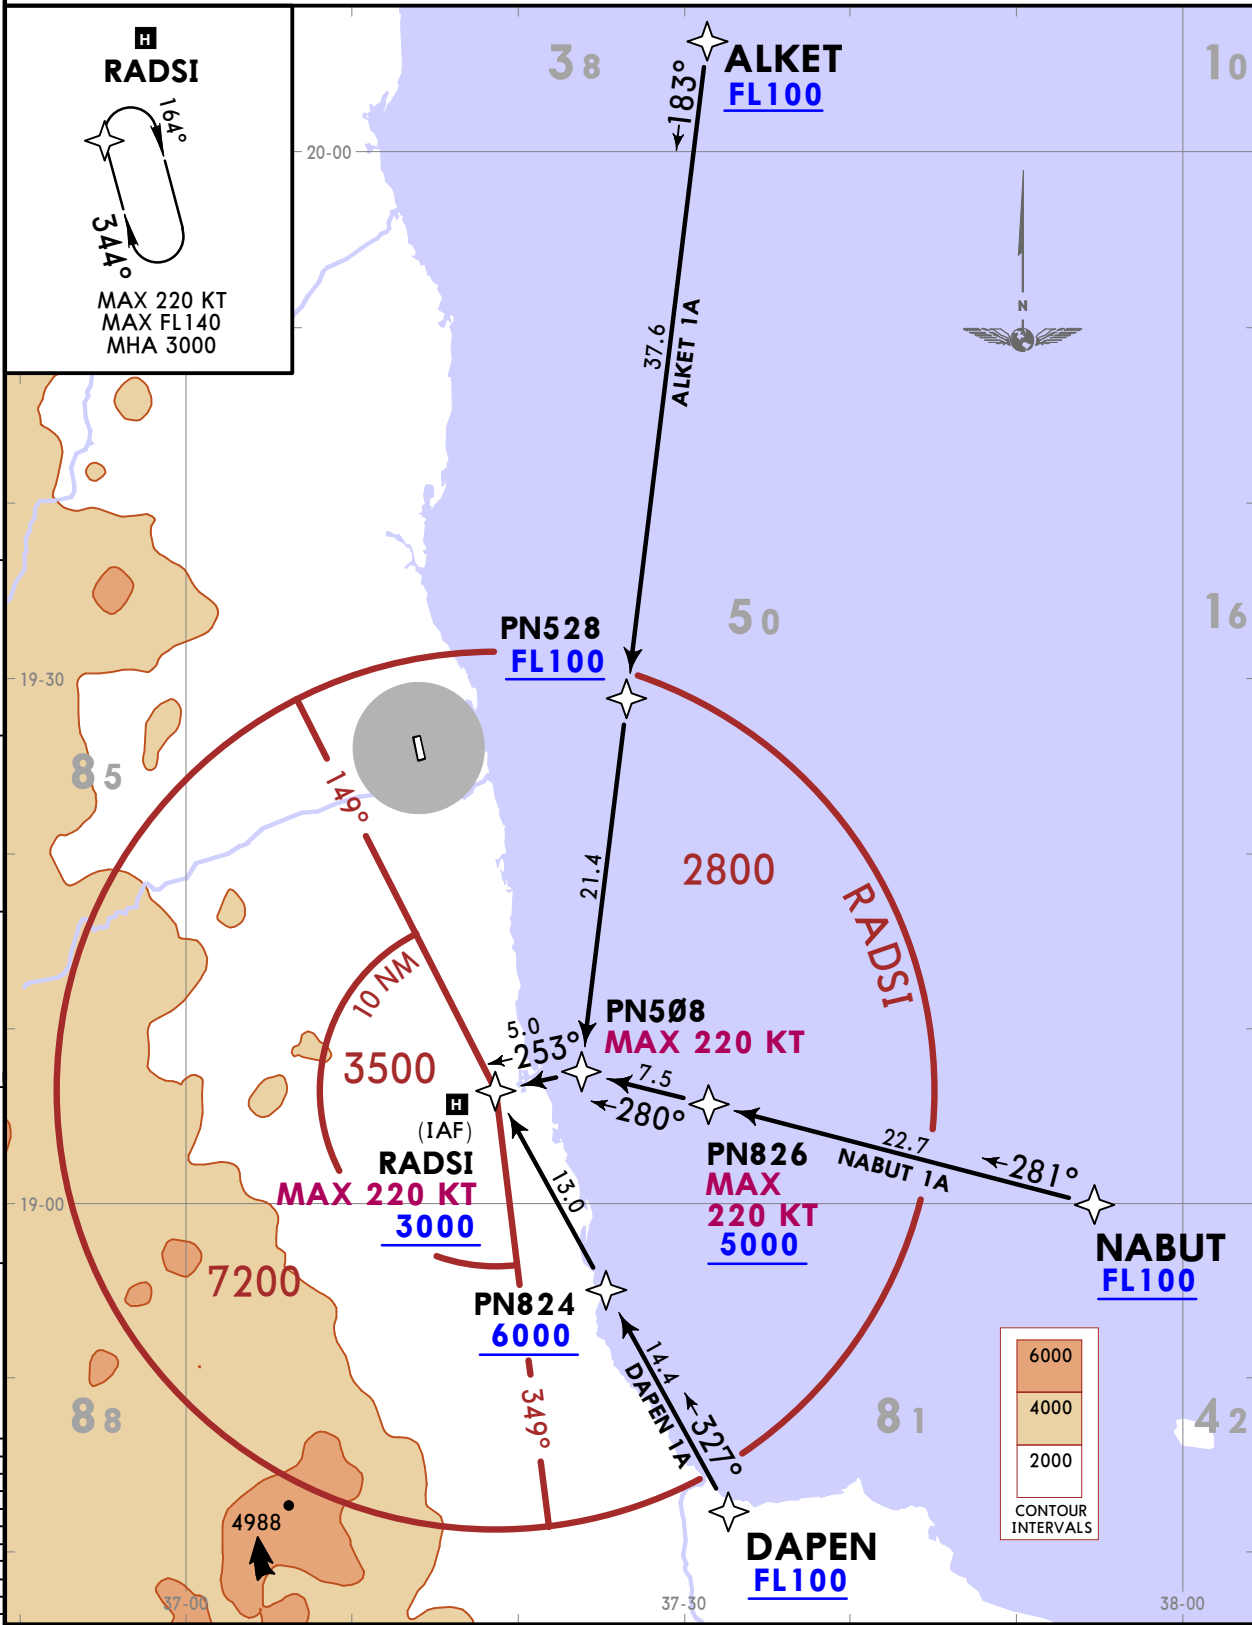 H
RADSI
164°
344°
MAX 220 KT
MAX FL140
MHA 3000
38
ALKET
FL100
183°
10
20-00
N
37.6
ALKET 1A
PN528
FL100
50
16
19-30
85
149°
21.4
2800
RADSI
10 NM
3500
5.0
253°
PN5Ø8
MAX 220 KT
7.5
280°
H
(IAF)
RADSI
MAX 220 KT
3000
PN826
MAX
220 KT
5000
22.7
NABUT 1A
281°
NABUT
FL100
19-00
13.0
7200
PN824
6000
14.4
DAPEN 1A
327°
349°
88
81
42
6000
4000
2000
CONTOUR
INTERVALS
4988
DAPEN
FL100
37-00
37-30
38-00